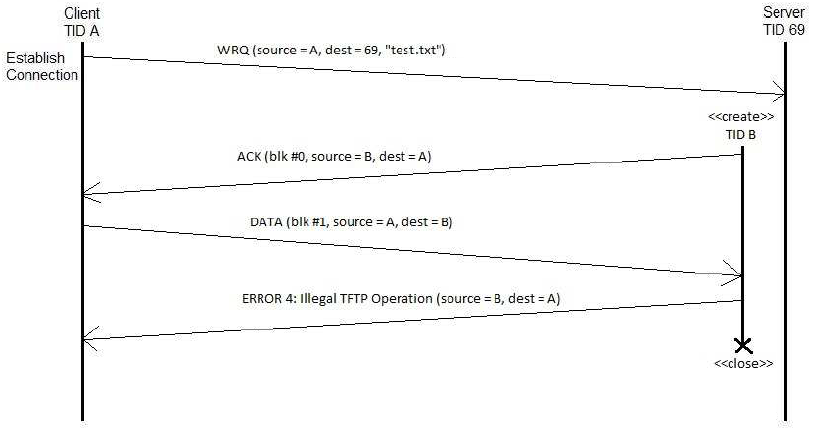 Client
TID A
Server
TID 69
WRQ (source = A, dest = 69, "test.txt")
Establish
Connection
<<create>>
TID B
ACK (blk #0, source = B, dest = A)
DATA (blk #1, source = A, dest = B)
ERROR 4: Illegal TFTP Operation (source = B, dest = A)
<<close>>